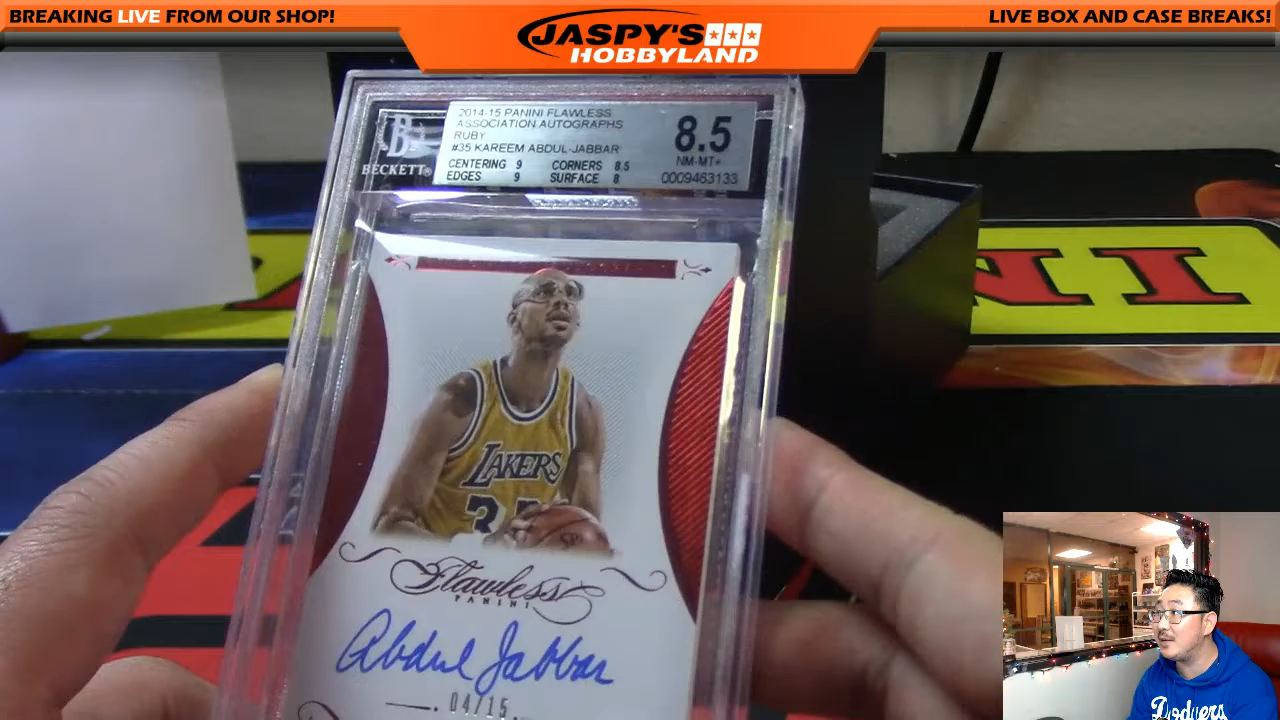 BREAKING LIVE FROM OUR SHOP!
JASPY'S
HOBBYLAND
LIVE BOX AND CASE BREAKS!
2014-15 PANINI FLAWLESS
ASSOCIATION AUTOGRAPHS
RUBY
#35 KAREEM ABDUL-JABBAR
CENTERING 9 CORNERS 8.5
EDGES 9 SURFACE 8
8.5
NM-MT+
0009463133
BECKETT®
NI
LAKERS
Flawless
PANINI
Abdul Jabbar
04/15
Dodgers